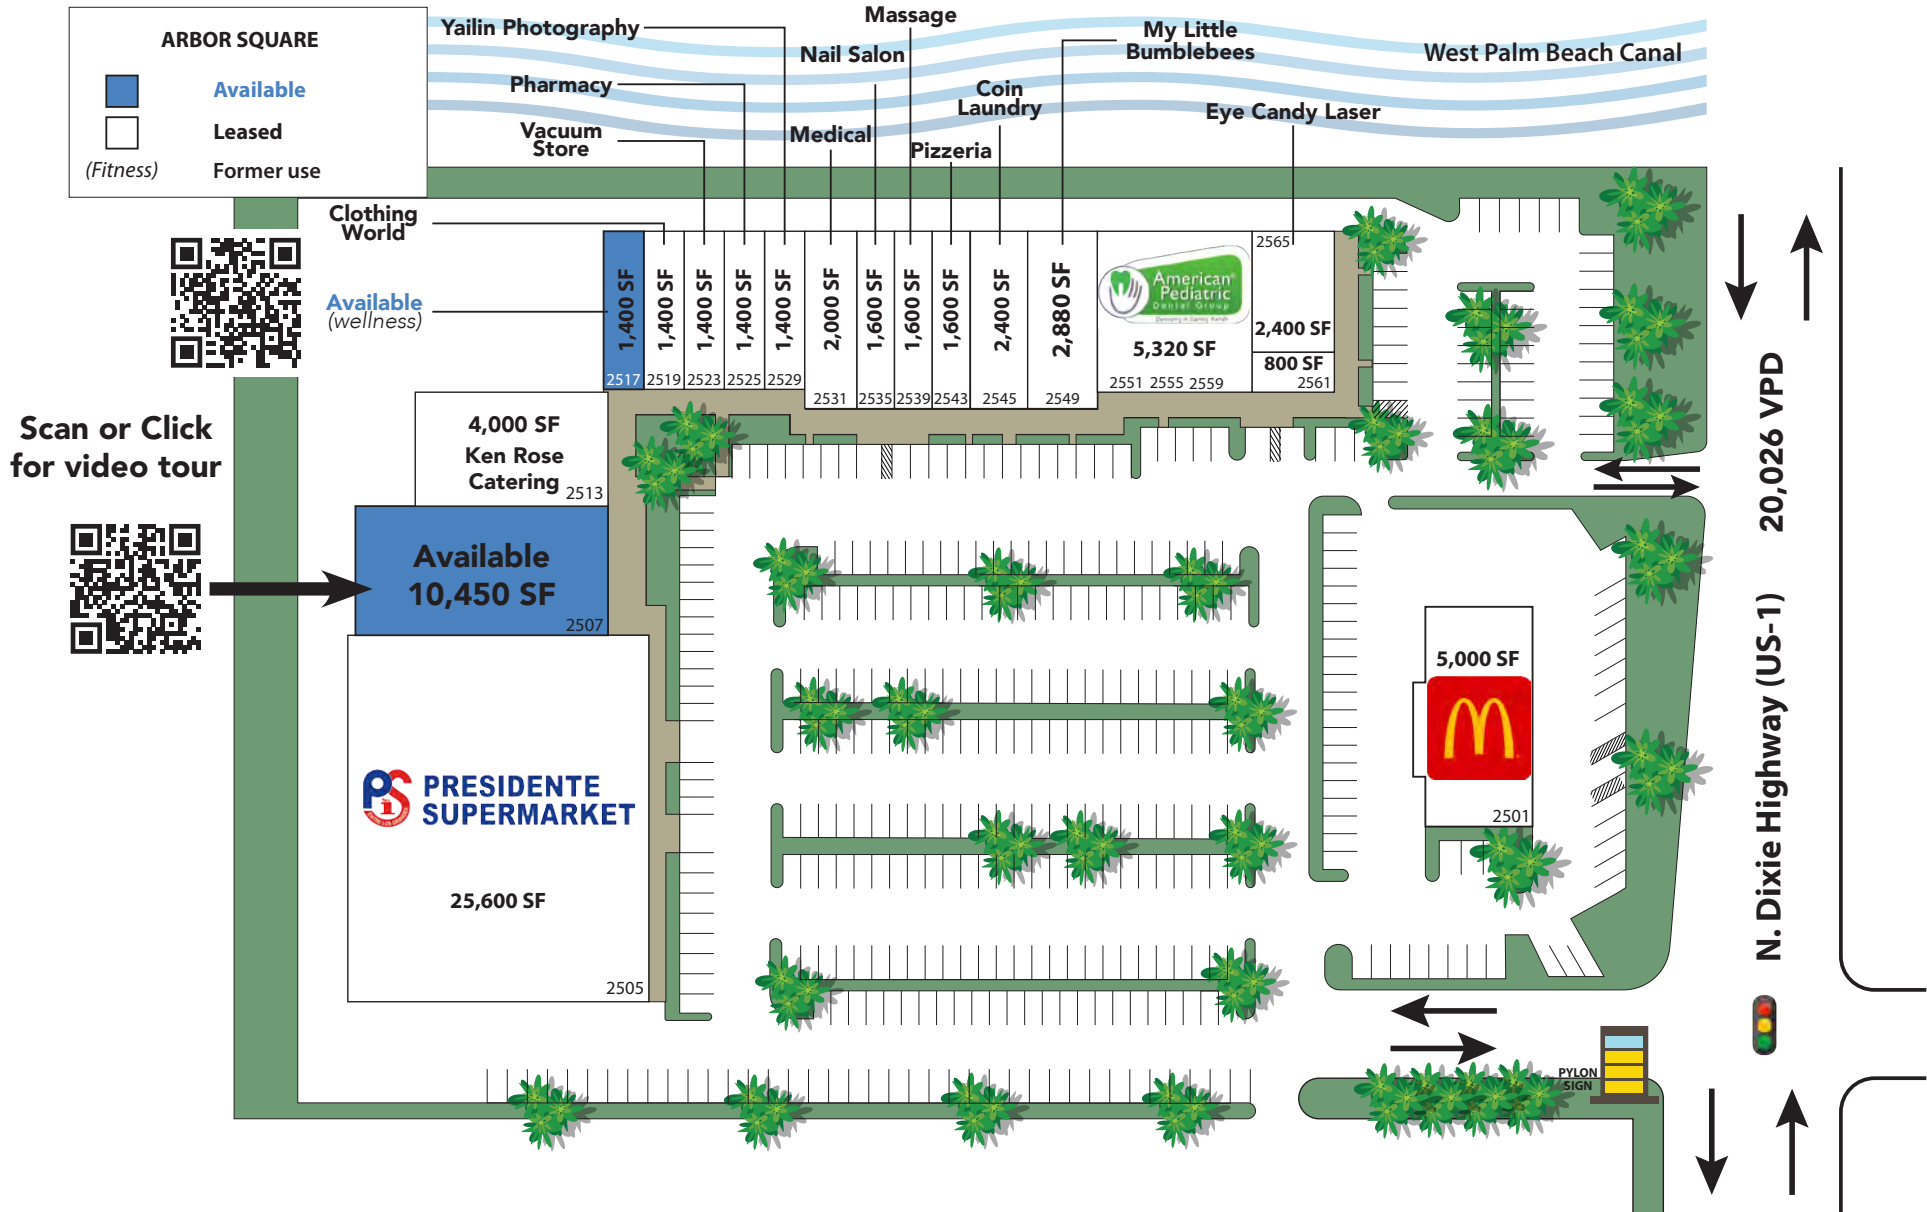 ARBOR SQUARE
Available
Leased
(Fitness)
Former use
Yailin Photography
Massage
Nail Salon
My Little
Bumblebees
West Palm Beach Canal
Pharmacy
Coin
Laundry
Eye Candy Laser
Vacuum
Store
Medical
Pizzeria
Clothing
World
Available
(wellness)
1,400 SF
2517
1,400 SF
2519
1,400 SF
2523
1,400 SF
2525
1,400 SF
2529
2,000 SF
2531
1,600 SF
2535
1,600 SF
2539
1,600 SF
2543
2,400 SF
2545
2,880 SF
2549
American
Pediatric
Dental Group
5,320 SF
2551 2555 2559
2565
2,400 SF
800 SF
2561
Scan or Click
for video tour
4,000 SF
Ken Rose
Catering
2513
Available
10,450 SF
2507
PRESIDENTE
SUPERMARKET
25,600 SF
2505
5,000 SF
2501
20,026 VPD
N. Dixie Highway (US-1)
PYLON
SIGN